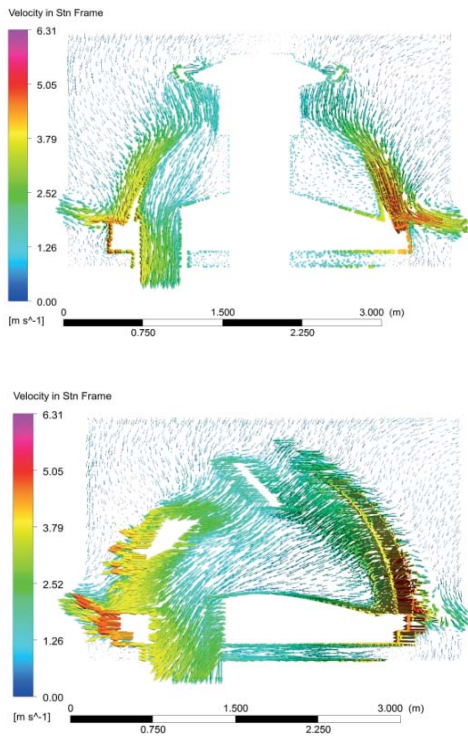 Velocity in Stn Frame
6.31
5.05
3.79
2.52
1.26
0.00
[m s^-1]
0 1.500 3.000 (m)
0.750 2.250
Velocity in Stn Frame
6.31
5.05
3.79
2.52
1.26
0.00
[m s^-1]
0 1.500 3.000 (m)
0.750 2.250